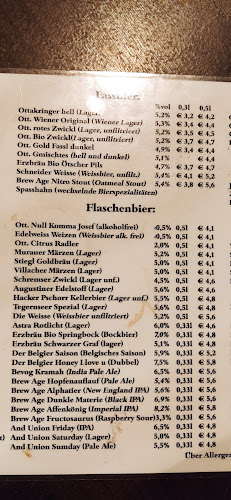 Fassbier:
%vol 0,3l 0,5l
Ottakringer hell (Lager) 5,2% € 3,2 € 4,2
Ott. Wiener Original (Wiener Lager) 5,3% € 3,4 € 4,4
Ott. rotes Zwickl (Lager, unfiltriert) 5,2% € 3,5 € 4,5
Ott. Bio Zwickl (Lager, unfiltriert) 5,2% € 3,7 € 4,7
Ott. Gold Fassl dunkel 4,9% € 3,4 € 4,4
Ott. Gmischtes (hell und dunkel) 5,1% € 4,4
Erzbräu Bio Ötscher Pils 4,7% € 3,7 € 4,7
Schneider Weisse (Weissbier, unfilt.) 5,4% € 4,2 € 5,2
Brew Age Nitro Stout (Oatmeal Stout) 5,4% € 3,8 € 5,6
Spasshahn (wechselnde Bierspezialitäten)
Flaschenbier:
Ott. Null Komma Josef (alkoholfrei) -0,5% 0,5l € 4,1
Edelweiss Weizen (Weissbier alk. frei) -0,5% 0,5l € 4,1
Ott. Citrus Radler 2,0% 0,5l € 4,1
Murauer Märzen (Lager) 5,2% 0,5l € 4,1
Stiegl Goldbräu (Lager) 5,0% 0,5l € 4,1
Villacher Märzen (Lager) 5,0% 0,5l € 4,1
Schremser Zwickl (Lager unf.) 5,5% 0,5l
Augustiner Edelstoff (Lager) 5,6% 0,5l € 4,8
Hacker Pschorr Kellerbier (Lager unf.) 5,5% 0,5l € 4,8
Tegernseer Spezial (Lager) 5,6% 0,5l € 4,8
Die Weisse (Weissbier unfiltriert) 5,2% 0,5l € 5,6
Astra Rotlicht (Lager) 6,0% 0,33l € 4,6
Erzbräu Bio Springbock (Bockbier) 7,0% 0,33l € 4,8
Erzbräu Schwarzer Graf (lager) 5,1% 0,33l € 4,8
Der Belgier Saison (Belgisches Saison) 5,9% 0,33l € 5,2
Der Belgier Honey I love u (Dubbel) 7,5% 0,33l € 5,8
Bevog Kramah (India Pale Ale) 6,5% 0,33l € 5,6
Brew Age Hopfenauflauf (Pale Ale) 5,4% 0,33l € 5,6
Brew Age Alphatier (New England IPA) 5,9% 0,33l € 5,8
Brew Age Dunkle Materie (Black IPA) 6,9% 0,33l € 5,8
Brew Age Affenkönig (Imperial IPA) 8,2% 0,33l € 5,8
Brew Age Fructosaurus (Raspberry Sour) 3,3% 0,33l € 5,8
And Union Friday (IPA) 6,5% 0,33l € 5,6
And Union Saturday (Lager) 5,0% 0,33l € 4,8
And Union Sunday (Pale Ale) 5,5% 0,33l € 4,8
Über Allerge